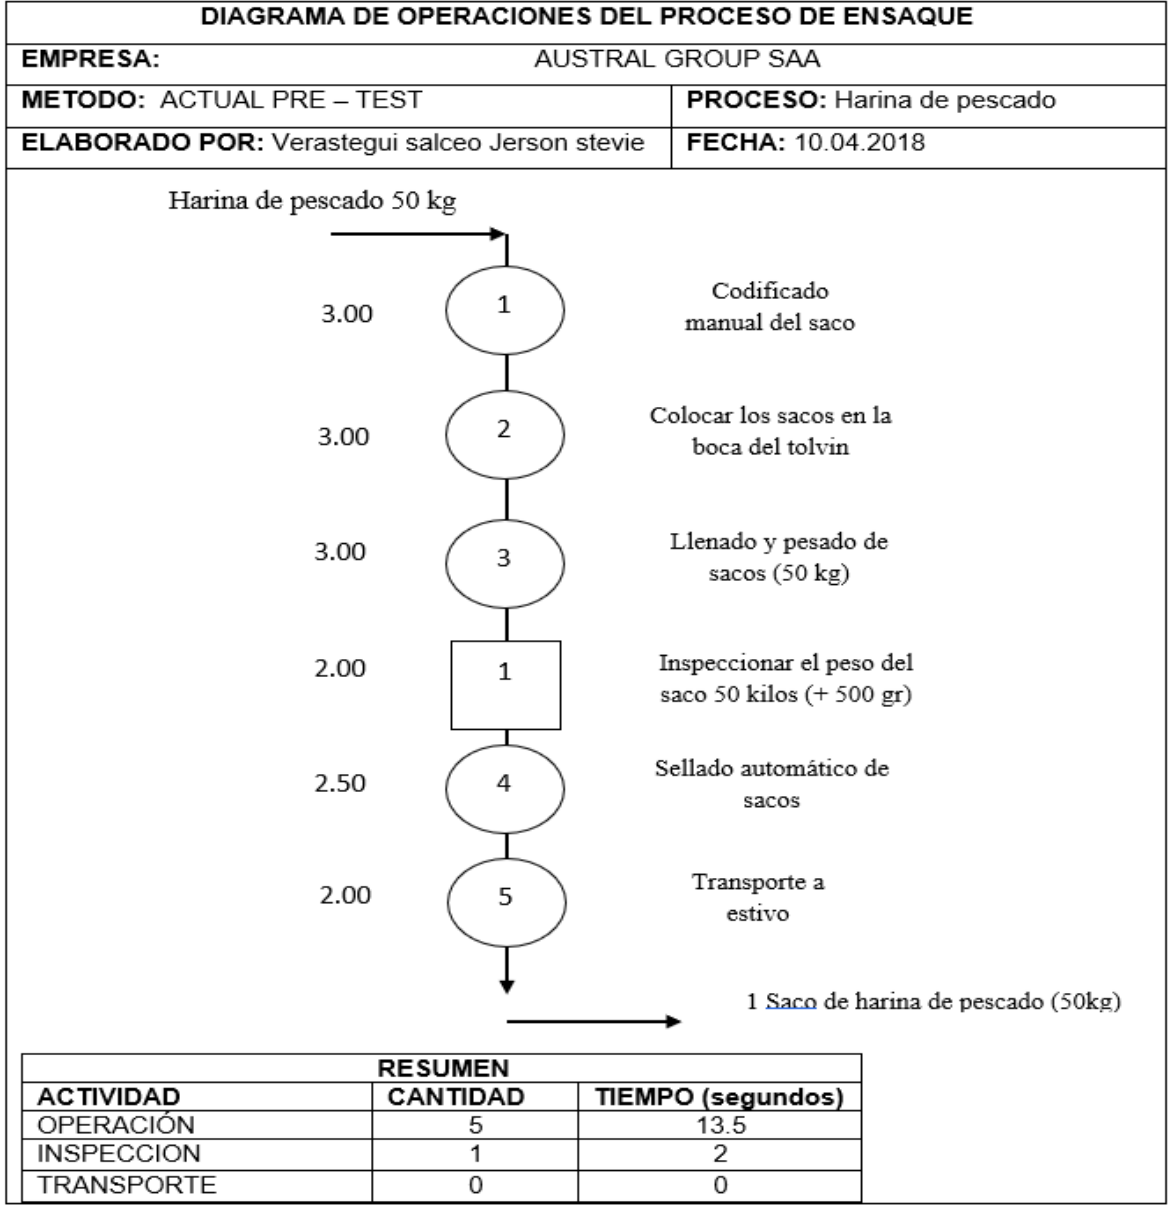 DIAGRAMA DE OPERACIONES DEL PROCESO DE ENSAQUE
EMPRESA: AUSTRAL GROUP SAA
METODO: ACTUAL PRE – TEST PROCESO: Harina de pescado
ELABORADO POR: Verastegui salceo Jerson stevie FECHA: 10.04.2018
Harina de pescado 50 kg
3.00 1 Codificado
manual del saco
3.00 2 Colocar los sacos en la
boca del tolvin
3.00 3 Llenado y pesado de
sacos (50 kg)
2.00 1 Inspeccionar el peso del
saco 50 kilos (+ 500 gr)
2.50 4 Sellado automático de
sacos
2.00 5 Transporte a
estivo
1 Saco de harina de pescado (50kg)
RESUMEN
ACTIVIDAD CANTIDAD TIEMPO (segundos)
OPERACIÓN 5 13.5
INSPECCION 1 2
TRANSPORTE 0 0